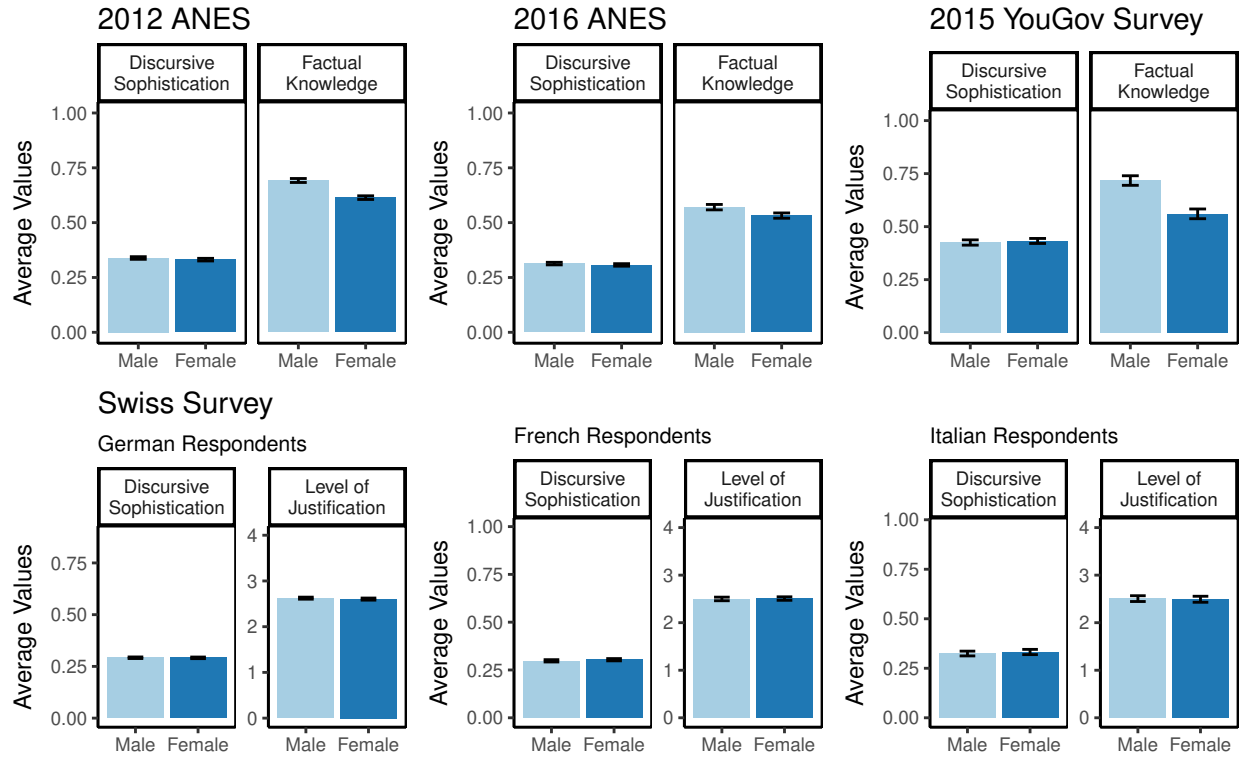 2012 ANES
2016 ANES
2015 YouGov Survey
Discursive
Sophistication
Factual
Knowledge
Average Values
1.00
0.75
0.50
0.25
0.00
Male
Female
Male
Female
Discursive
Sophistication
Factual
Knowledge
Average Values
1.00
0.75
0.50
0.25
0.00
Male
Female
Male
Female
Discursive
Sophistication
Factual
Knowledge
Average Values
1.00
0.75
0.50
0.25
0.00
Male
Female
Male
Female
Swiss Survey
German Respondents
Discursive
Sophistication
Level of
Justification
Average Values
0.75
0.50
0.25
0.00
4
3
2
1
0
Male
Female
Male
Female
French Respondents
Discursive
Sophistication
Level of
Justification
Average Values
1.00
0.75
0.50
0.25
0.00
4
3
2
1
0
Male
Female
Male
Female
Italian Respondents
Discursive
Sophistication
Level of
Justification
Average Values
1.00
0.75
0.50
0.25
0.00
4
3
2
1
0
Male
Female
Male
Female